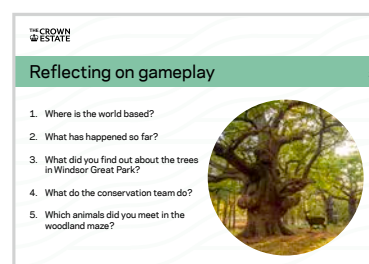 THE CROWN
ESTATE
Reflecting on gameplay
1. Where is the world based?
2. What has happened so far?
3. What did you find out about the trees
in Windsor Great Park?
4. What do the conservation team do?
5. Which animals did you meet in the
woodland maze?